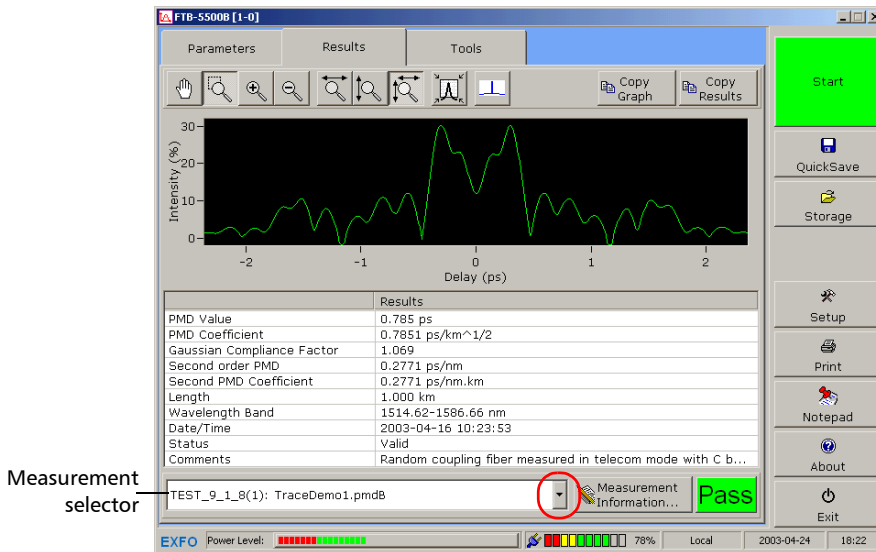 FTB-5500B [1-0]
Parameters
Results
Tools
Copy Graph
Copy Results
30
20
10
0
Intensity (%)
-2
-1
0
1
2
Delay (ps)
Results
PMD Value 0.785 ps
PMD Coefficient 0.7851 ps/km^1/2
Gaussian Compliance Factor 1.069
Second order PMD 0.2771 ps/nm
Second PMD Coefficient 0.2771 ps/nm.km
Length 1.000 km
Wavelength Band 1514.62-1586.66 nm
Date/Time 2003-04-16 10:23:53
Status Valid
Comments Random coupling fiber measured in telecom mode with C b...
Measurement
selector
TEST_9_1_8(1): TraceDemo1.pmdB
Measurement
Information...
Pass
Start
QuickSave
Storage
Setup
Print
Notepad
About
Exit
EXFO Power Level: 78% Local 2003-04-24 18:22